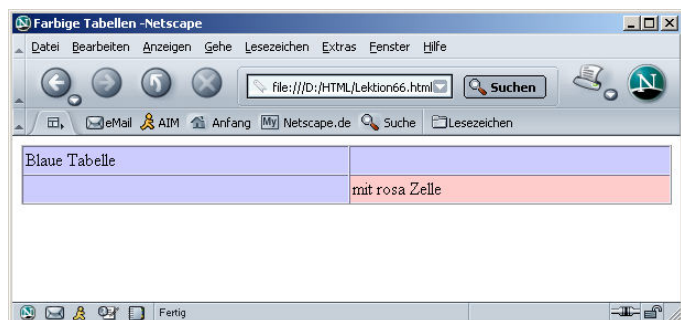 Farbige Tabellen -Netscape
Datei Bearbeiten Anzeigen Gehe Lesezeichen Extras Fenster Hilfe
file:///D:/HTML/Lektion66.html Suchen N
eMail AIM Anfang My Netscape.de Suche Lesezeichen
Blaue Tabelle
mit rosa Zelle
Fertig